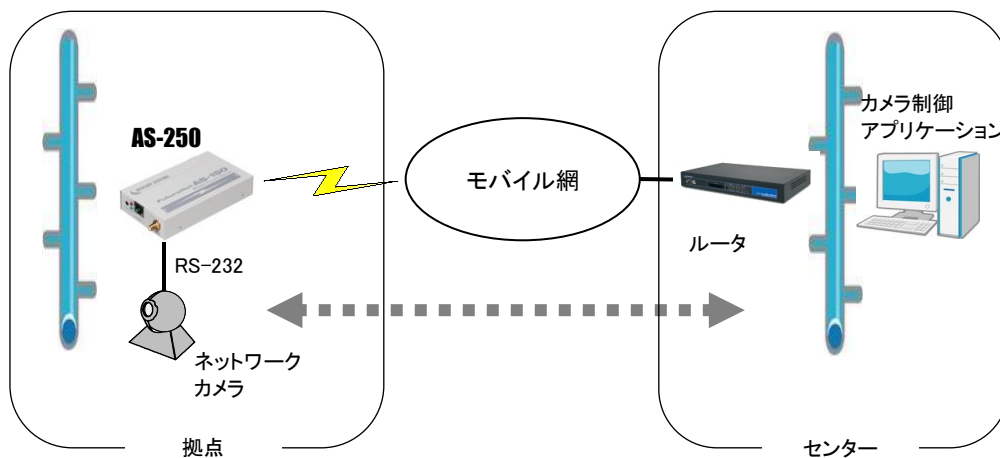 AS-250
RS-232
ネットワーク
カメラ
拠点
モバイル網
ルータ
カメラ制御
アプリケーション
センター